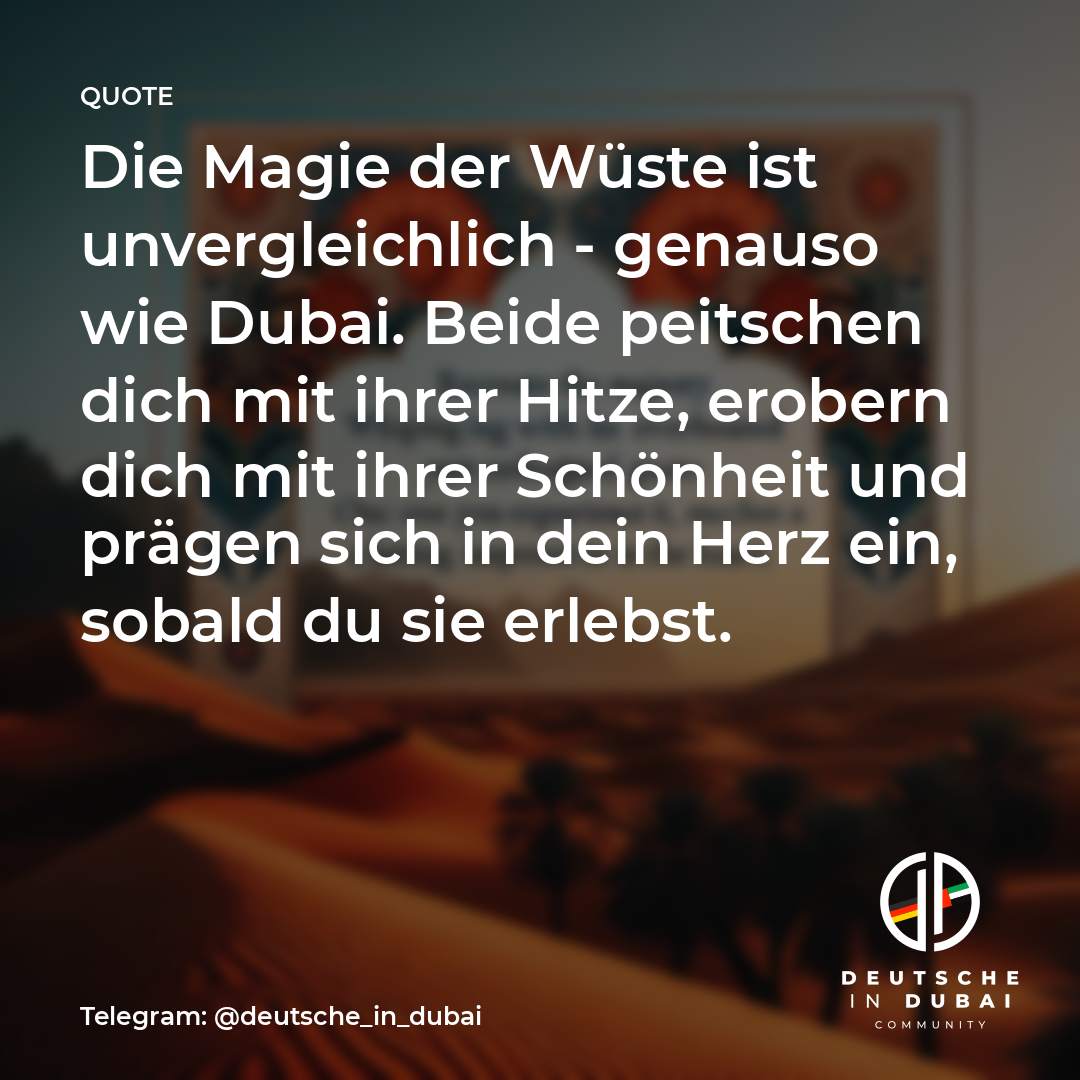 QUOTE
Die Magie der Wüste ist
unvergleichlich - genauso
wie Dubai. Beide peitschen
dich mit ihrer Hitze, erobern
dich mit ihrer Schönheit und
prägen sich in dein Herz ein,
sobald du sie erlebst.
DEUTSCHE
IN DUBAI
COMMUNITY
Telegram: @deutsche_in_dubai